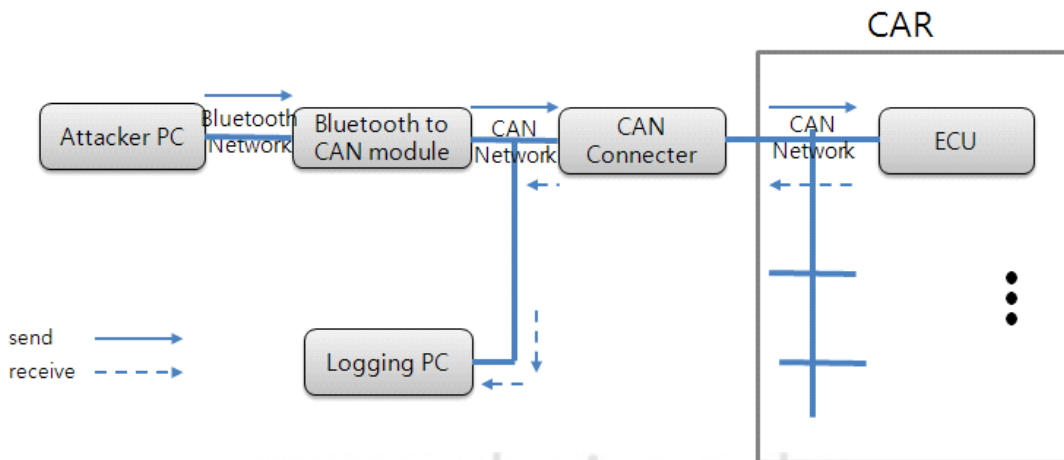 CAR
Attacker PC
Bluetooth
Network
Bluetooth to
CAN module
CAN
Network
CAN
Connecter
CAN
Network
ECU
send
receive
Logging PC